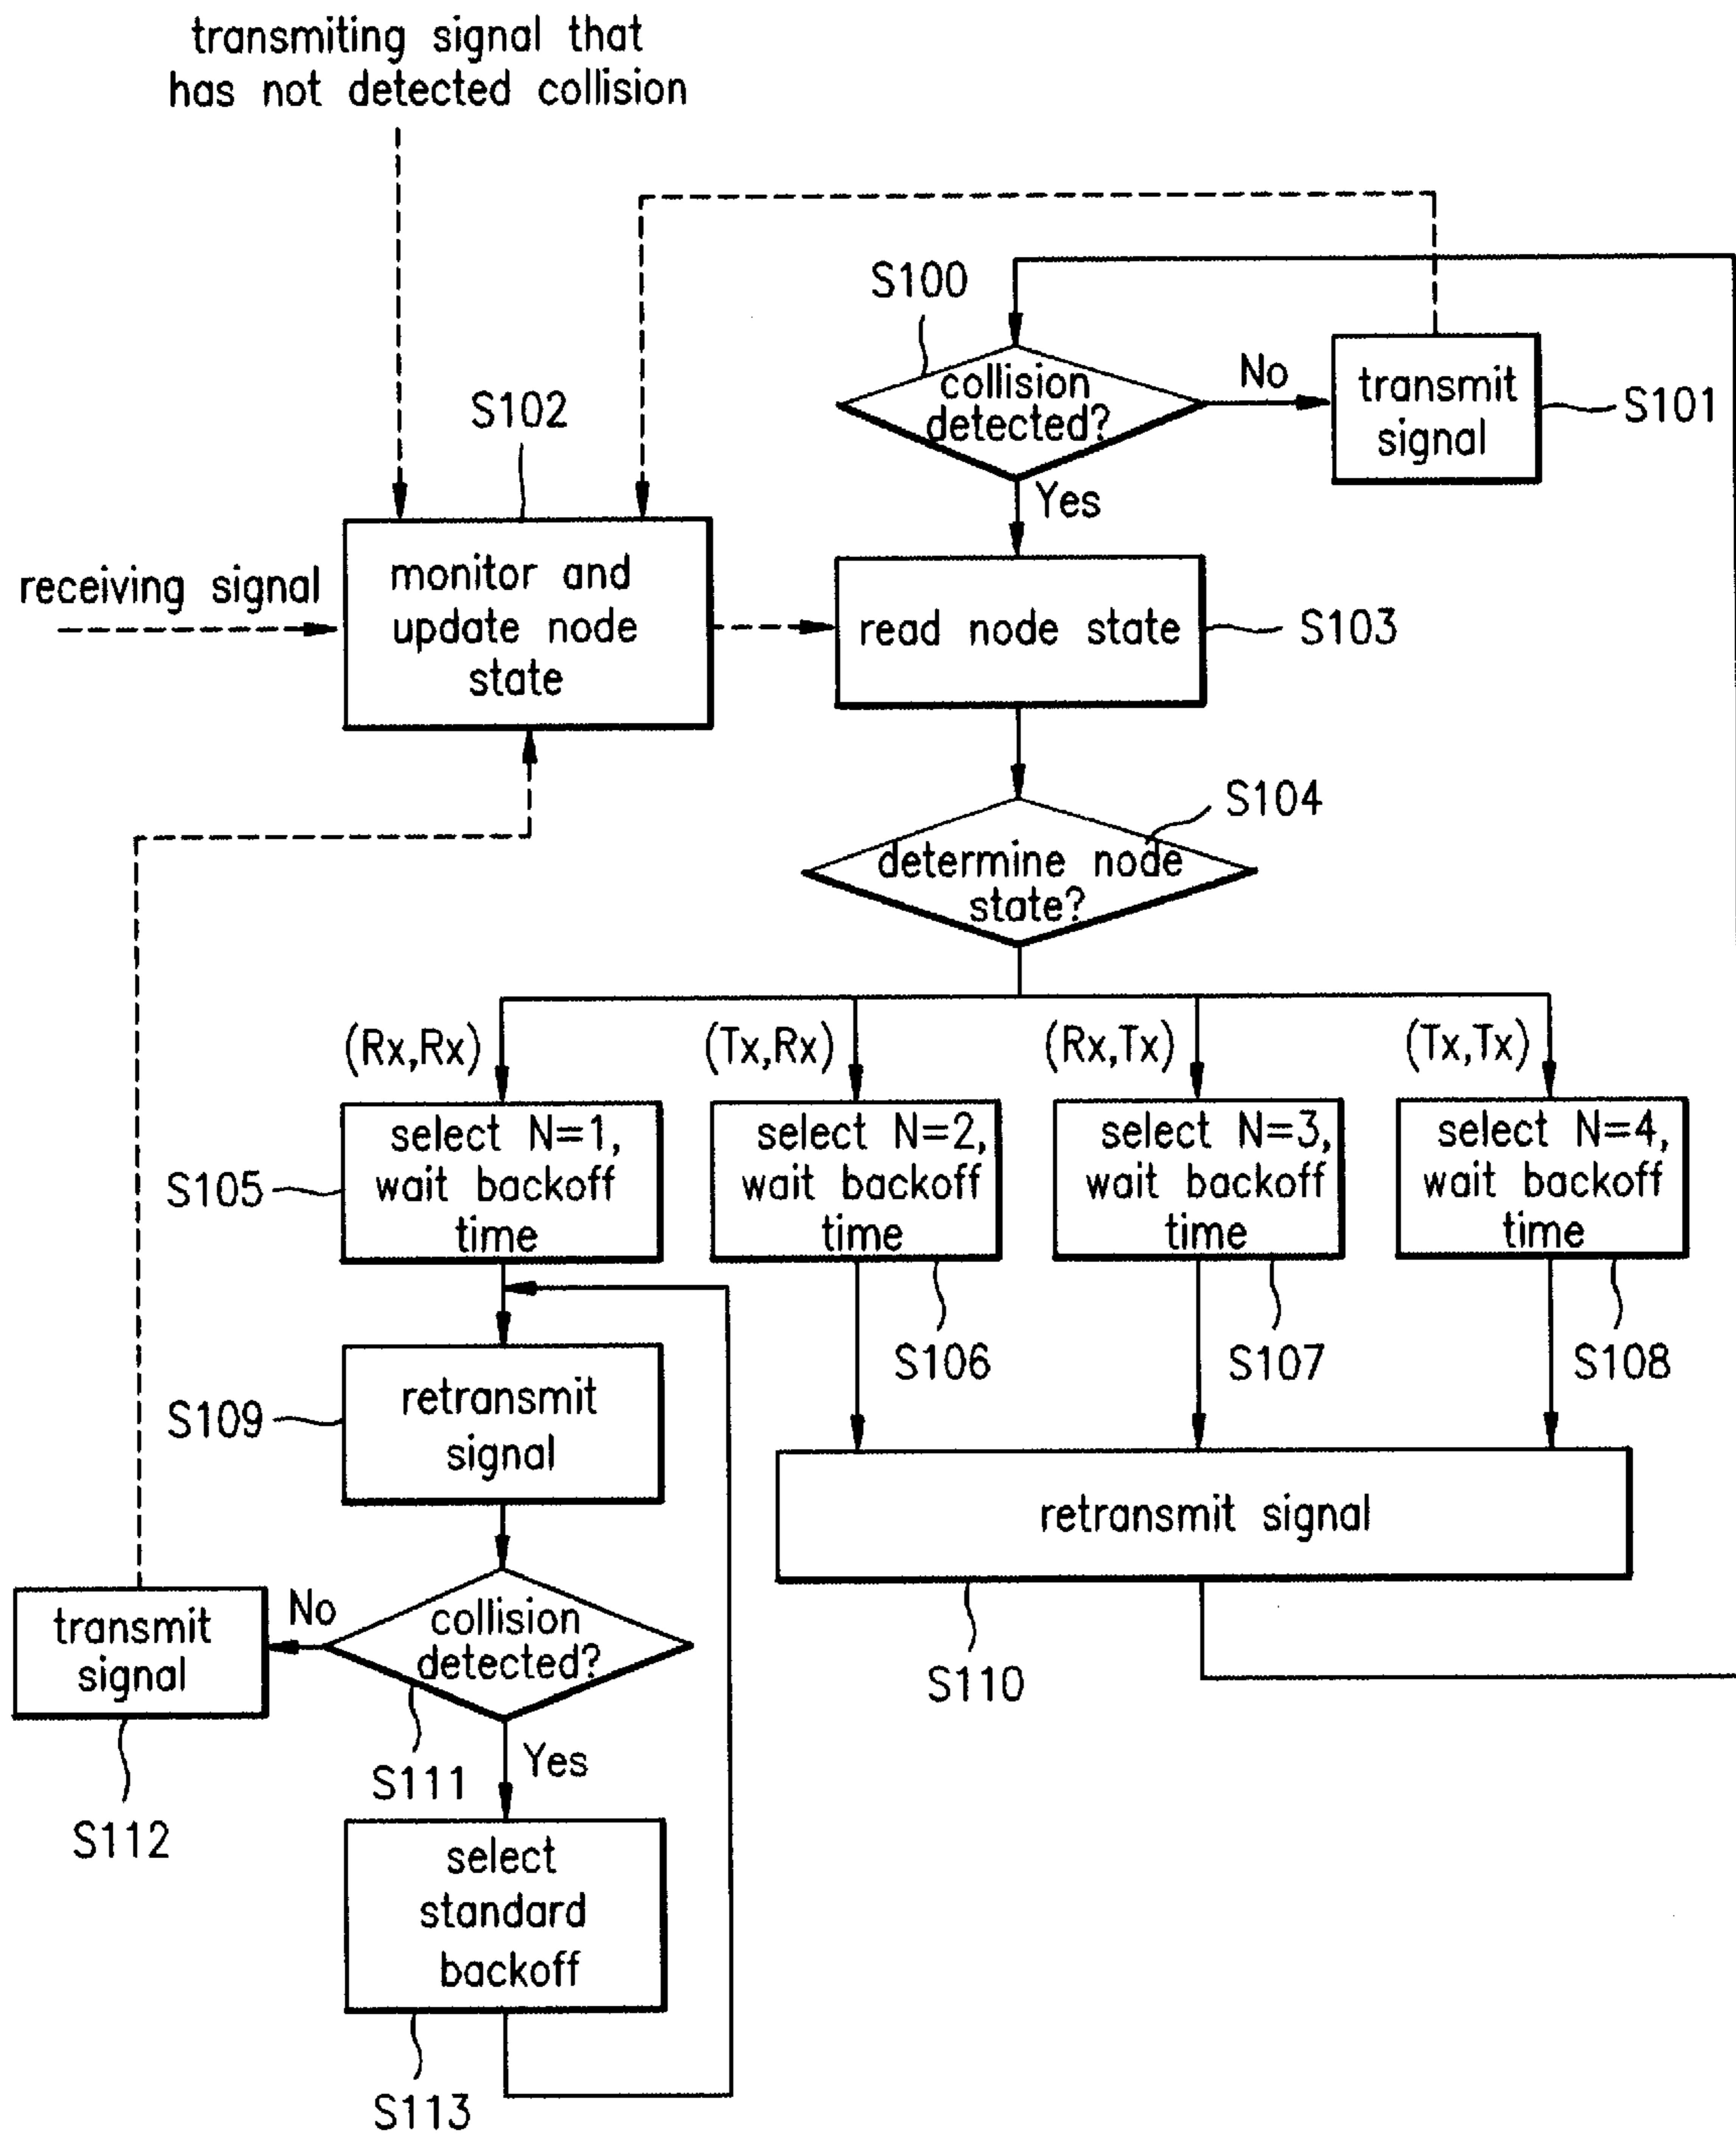 transmiting signal that
has not detected collision
S100
collision
detected?
No
transmit
signal
S101
S102
Yes
receiving signal
monitor and
update node
state
read node state
S103
S104
determine node
state?
(Rx,Rx)
(Tx,Rx)
(Rx,Tx)
(Tx,Tx)
select N=1,
wait backoff
time
S105
select N=2,
wait backoff
time
select N=3,
wait backoff
time
select N=4,
wait backoff
time
S106
S107
S108
S109
retransmit
signal
retransmit signal
S110
No
transmit
signal
collision
detected?
S111
Yes
S112
select
standard
backoff
S113